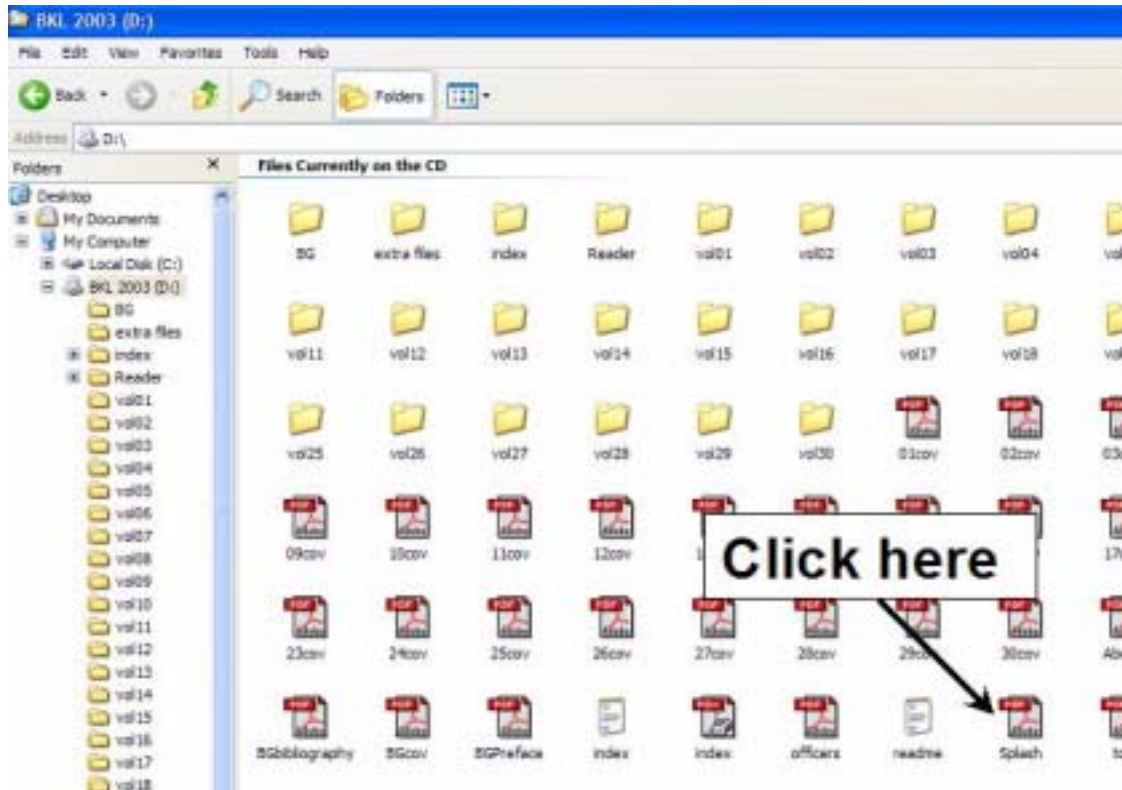 BKL 2003 (D:)
File Edit View Favorites Tools Help
Back Search Folders
Address D:\
Folders × Files Currently on the CD
Desktop
My Documents
My Computer
Local Disk (C:)
BKL 2003 (D:)
BG
extra files
index
Reader
vol01
vol02
vol03
vol04
vol05
vol06
vol07
vol08
vol09
vol10
vol11
vol12
vol13
vol14
vol15
vol16
vol17
vol18
BG extra files index Reader vol01 vol02 vol03 vol04
vol11 vol12 vol13 vol14 vol15 vol16 vol17 vol18
vol25 vol26 vol27 vol28 vol29 vol30 01cov 02cov
09cov 10cov 11cov 12cov
Click here
23cov 24cov 25cov 26cov 27cov 28cov 29cov 30cov
BGbibliography BGcov BGPreface index index officers readme Splash